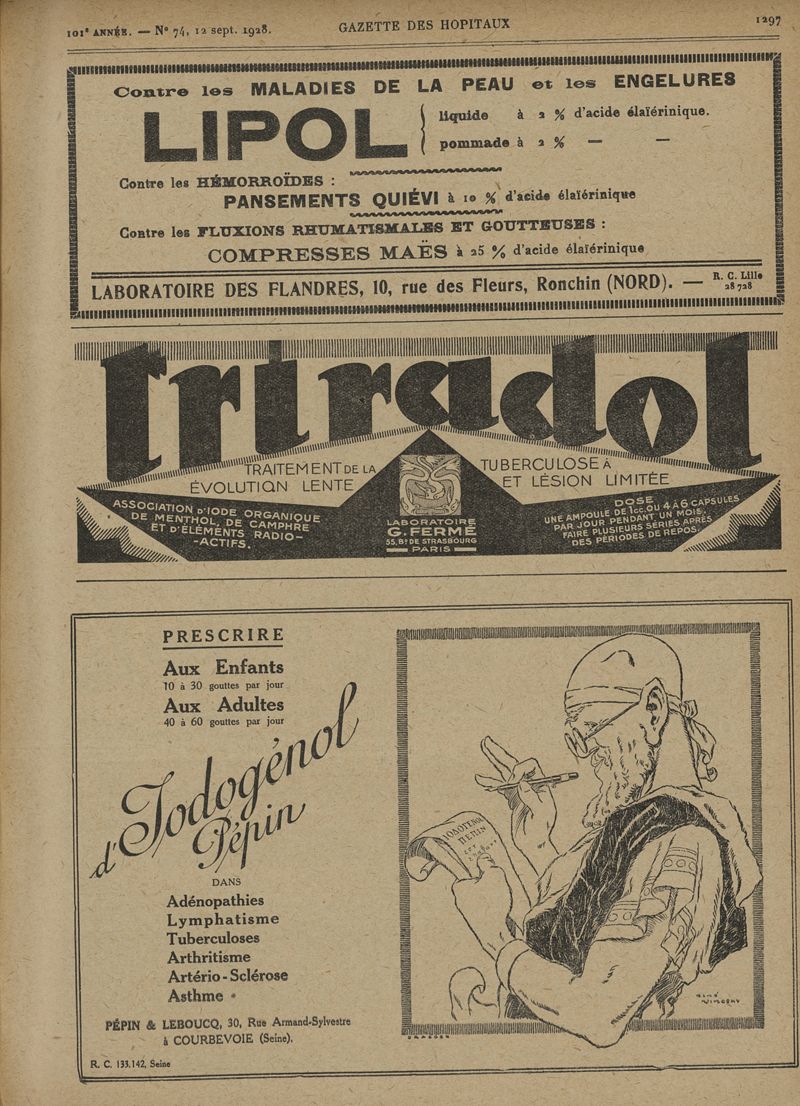 101e ANNÉE. — No 74, 12 sept. 1928.
GAZETTE DES HOPITAUX
1297
Contre les MALADIES DE LA PEAU et les ENGELURES
LIPOL
liquide à 2 % d'acide élaïérinique.
pommade à 2 % — —
Contre les HÉMORROÏDES :
PANSEMENTS QUIÉVI à 10 % d'acide élaïérinique
Contre les FLUXIONS RHUMATISMALES ET GOUTTEUSES :
COMPRESSES MAËS à 25 % d'acide élaïérinique
LABORATOIRE DES FLANDRES, 10, rue des Fleurs, Ronchin (NORD). — R. C. Lille
28 728
triradol
TRAITEMENT DE LA TUBERCULOSE À
ÉVOLUTION LENTE ET LÉSION LIMITÉE
ASSOCIATION D'IODE ORGANIQUE
DE MENTHOL, DE CAMPHRE
ET D'ÉLÉMENTS RADIO-
-ACTIFS.
LABORATOIRE
G. FERMÉ
55, Bd DE STRASBOURG
PARIS
DOSE
UNE AMPOULE DE 1CC. OU 4 À 6 CAPSULES
PAR JOUR PENDANT UN MOIS.
FAIRE PLUSIEURS SÉRIES APRÈS
DES PÉRIODES DE REPOS.
PRESCRIRE
Aux Enfants
10 à 30 gouttes par jour
Aux Adultes
40 à 60 gouttes par jour
d'Iodogénol
Pépin
DANS
Adénopathies
Lymphatisme
Tuberculoses
Arthritisme
Artério-Sclérose
Asthme
PÉPIN & LEBOUCQ, 30, Rue Armand-Sylvestre
à COURBEVOIE (Seine).
R. C. 133.142, Seine
IODOGENOL
PEPIN
RENÉ
VINCENT
DRAEGER